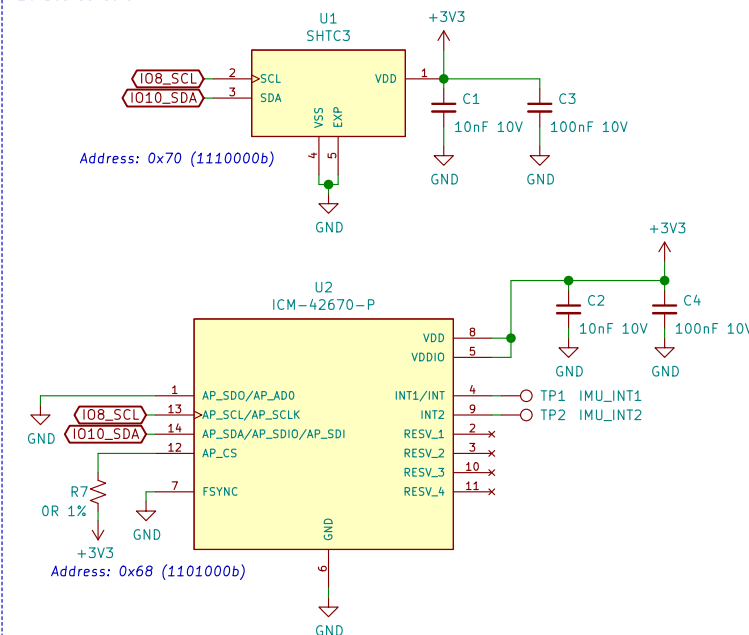 U1
SHTC3
+3V3
IO8_SCL 2 SCL VDD 1
IO10_SDA 3 SDA
C1
10nF 10V
C3
100nF 10V
VSS EXP
4 5
Address: 0x70 (1110000b)
GND
GND
GND
+3V3
U2
ICM-42670-P
C2
10nF 10V
C4
100nF 10V
VDD 8
VDDIO 5
GND
GND
1 AP_SDO/AP_AD0 INT1/INT 4 TP1 IMU_INT1
IO8_SCL 13 AP_SCL/AP_SCLK INT2 9 TP2 IMU_INT2
GND
IO10_SDA 14 AP_SDA/AP_SDIO/AP_SDI RESV_1 2
12 AP_CS RESV_2 3
RESV_3 10
7 FSYNC RESV_4 11
R7
0R 1%
GND
+3V3
GND
6
Address: 0x68 (1101000b)
GND